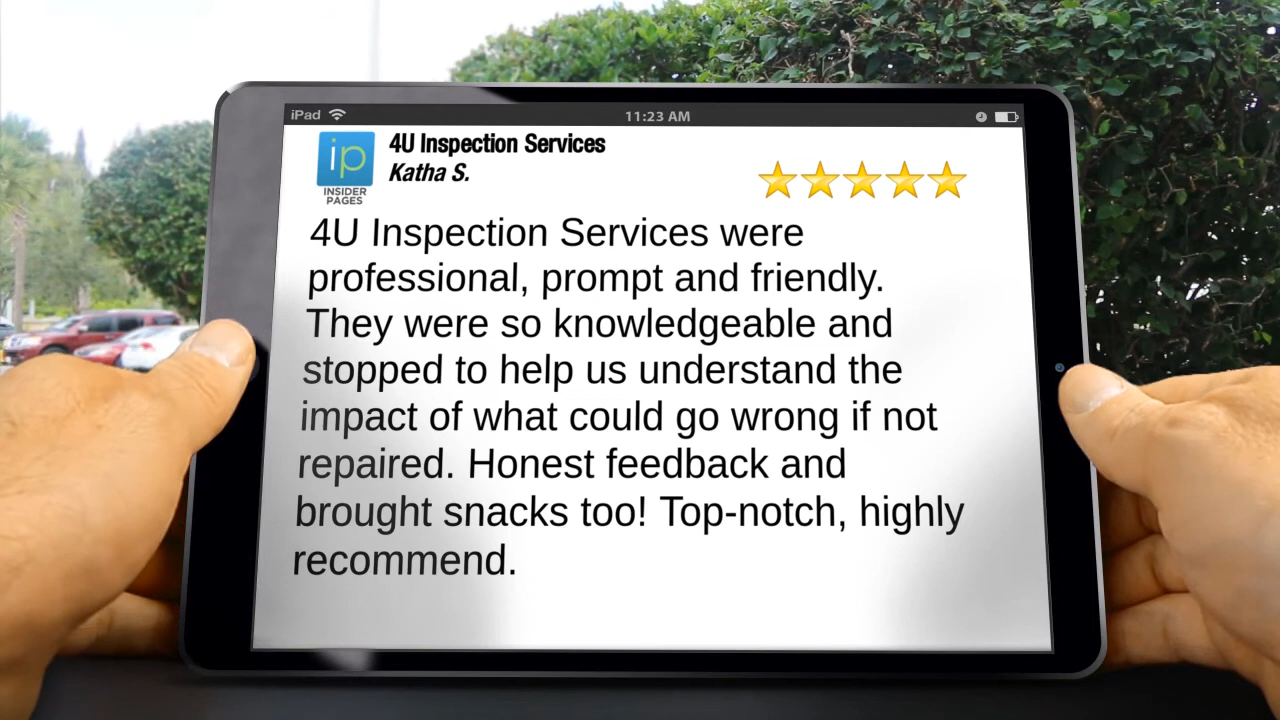 iPad 11:23 AM
ip
INSIDER
PAGES
4U Inspection Services
Katha S.
4U Inspection Services were
professional, prompt and friendly.
They were so knowledgeable and
stopped to help us understand the
impact of what could go wrong if not
repaired. Honest feedback and
brought snacks too! Top-notch, highly
recommend.